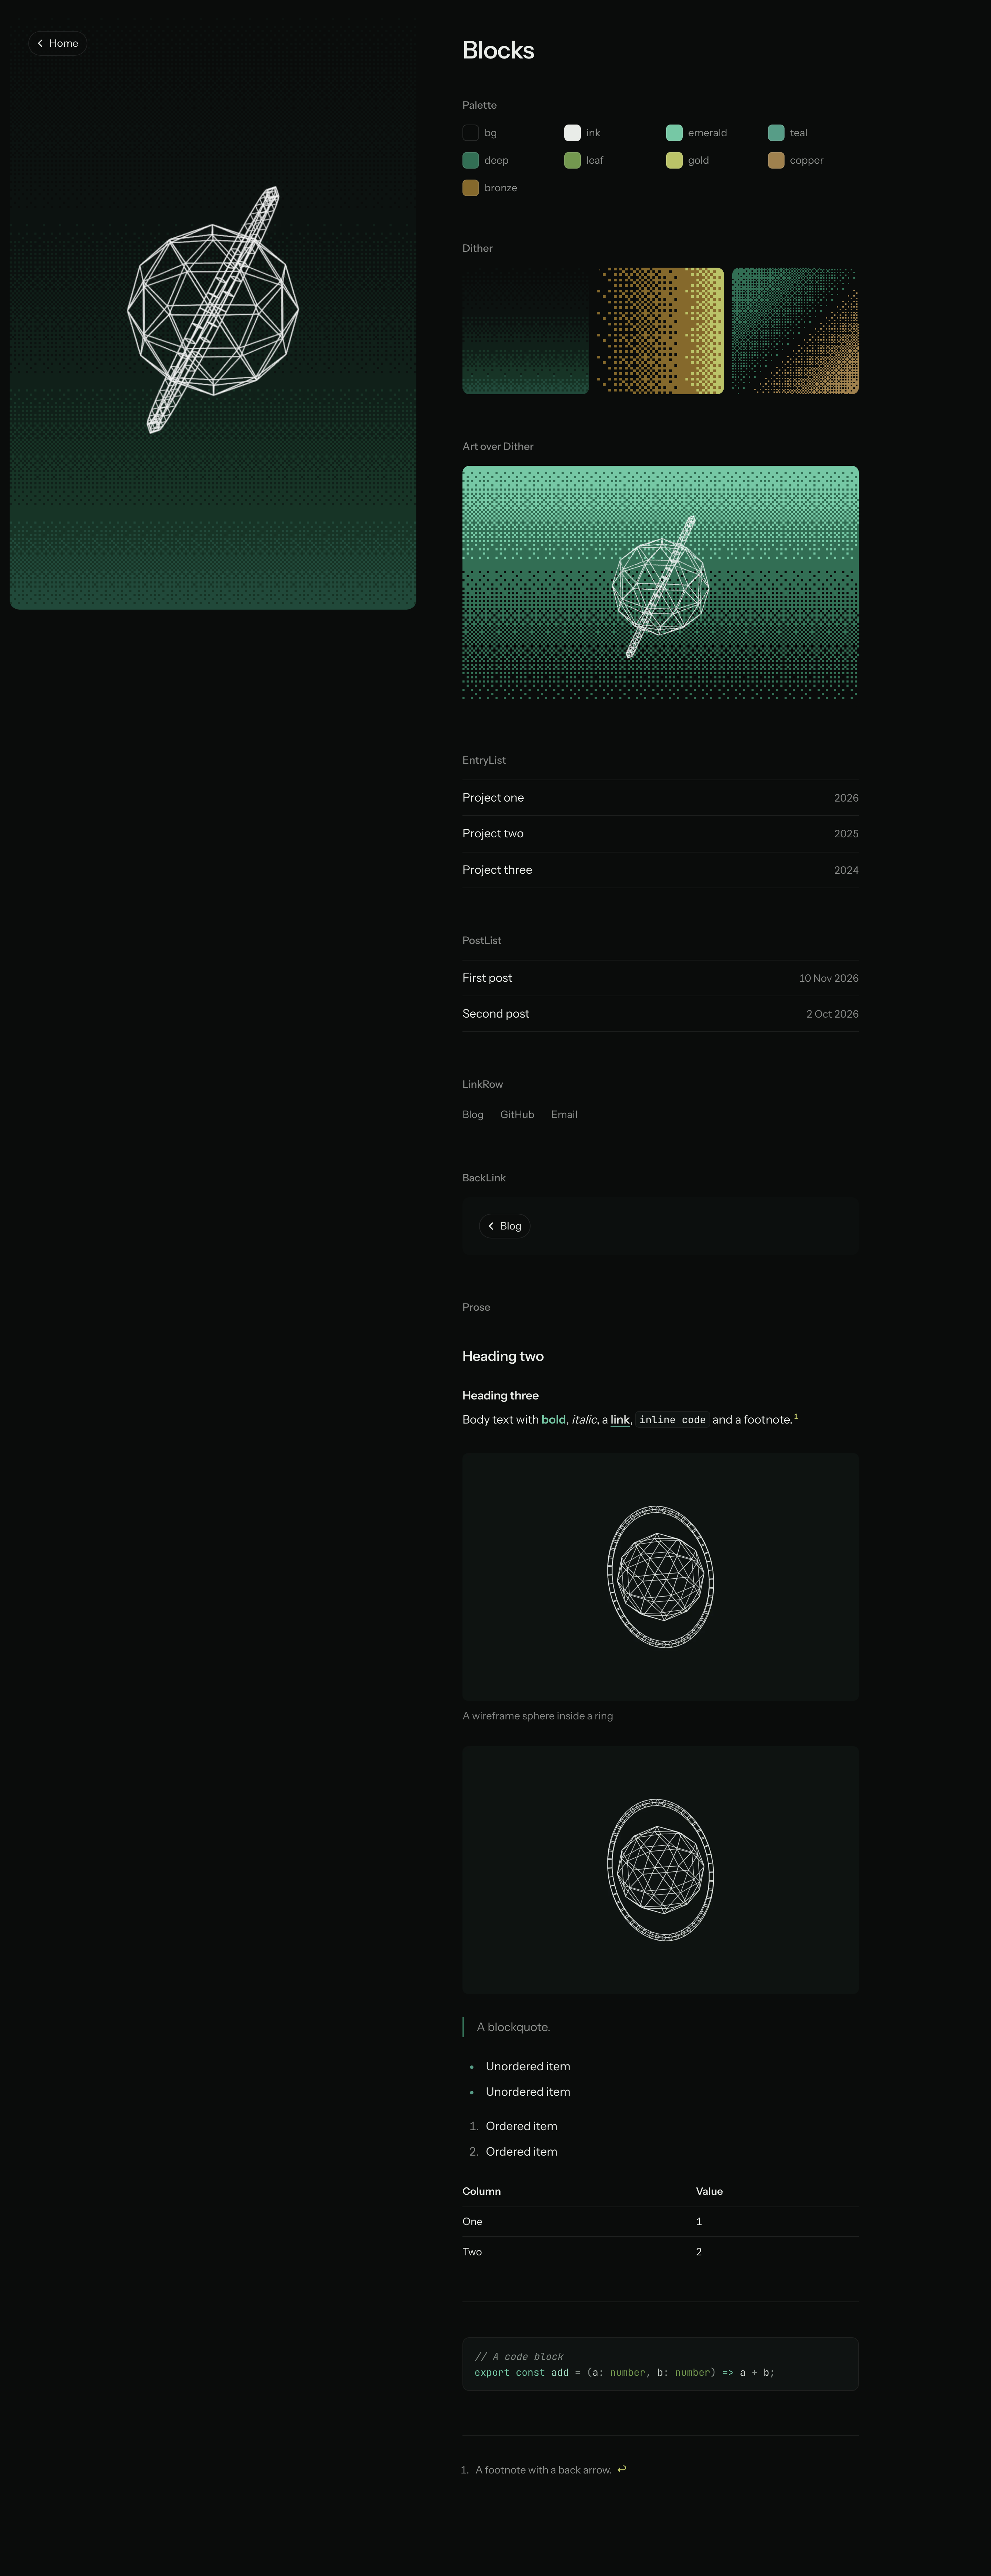 Home
Blocks
Palette
bg ink emerald teal
deep leaf gold copper
bronze
Dither
Art over Dither
EntryList
Project one 2026
Project two 2025
Project three 2024
PostList
First post 10 Nov 2026
Second post 2 Oct 2026
LinkRow
Blog GitHub Email
BackLink
Blog
Prose
Heading two
Heading three
Body text with bold, italic, a link, inline code and a footnote.1
A wireframe sphere inside a ring
A blockquote.
• Unordered item
• Unordered item
1. Ordered item
2. Ordered item
Column Value
One 1
Two 2
// A code block
export const add = (a: number, b: number) => a + b;
1. A footnote with a back arrow. ↩